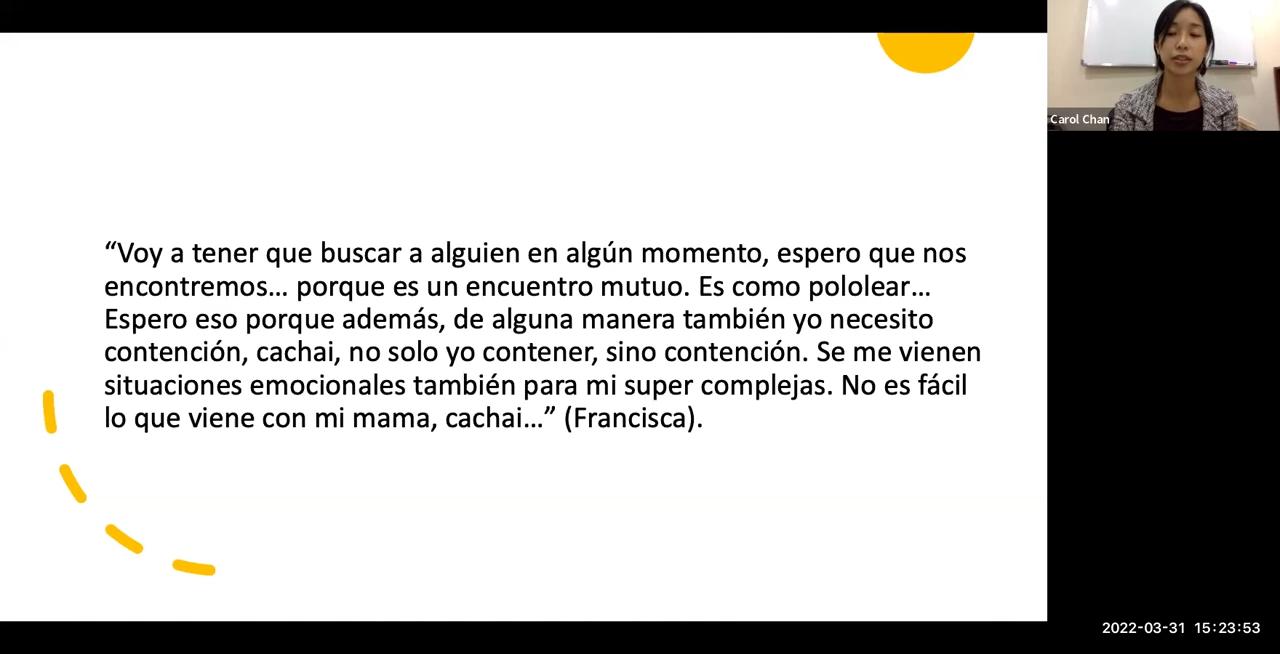 “Voy a tener que buscar a alguien en algún momento, espero que nos
encontremos… porque es un encuentro mutuo. Es como pololear…
Espero eso porque además, de alguna manera también yo necesito
contención, cachai, no solo yo contener, sino contención. Se me vienen
situaciones emocionales también para mi super complejas. No es fácil
lo que viene con mi mama, cachai…” (Francisca).
Carol Chan
2022-03-31 15:23:53